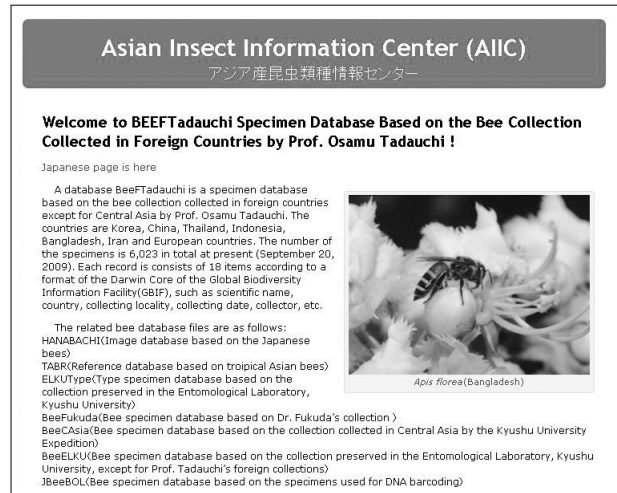 Asian Insect Information Center (AIIC)
アジア産昆虫類種情報センター
Welcome to BEEFTadauchi Specimen Database Based on the Bee Collection
Collected in Foreign Countries by Prof. Osamu Tadauchi !
Japanese page is here
A database BeeFTadauchi is a specimen database
based on the bee collection collected in foreign countries
except for Central Asia by Prof. Osamu Tadauchi. The
countries are Korea, China, Thailand, Indonesia,
Bangladesh, Iran and European countries. The number of
the specimens is 6,023 in total at present (September 20,
2009). Each record is consists of 18 items according to a
format of the Darwin Core of the Global Biodiversity
Information Facility(GBIF), such as scientific name,
country, collecting locality, collecting date, collector, etc.
Apis florea(Bangladesh)
The related bee database files are as follows:
HANABACHI(Image database based on the Japanese
bees)
TABR(Reference database based on troipical Asian bees)
ELKUType(Type specimen database based on the
collection preserved in the Entomological Laboratory,
Kyushu University)
BeeFukuda(Bee specimen database based on Dr. Fukuda's collection )
BeeCAsia(Bee specimen database based on the collection collected in Central Asia by the Kyushu University
Expedition)
BeeELKU(Bee specimen database based on the collection preserved in the Entomological Laboratory, Kyushu
University, except for Prof. Tadauchi's foreign collections)
JBeeBOL(Bee specimen database based on the specimens used for DNA barcoding)